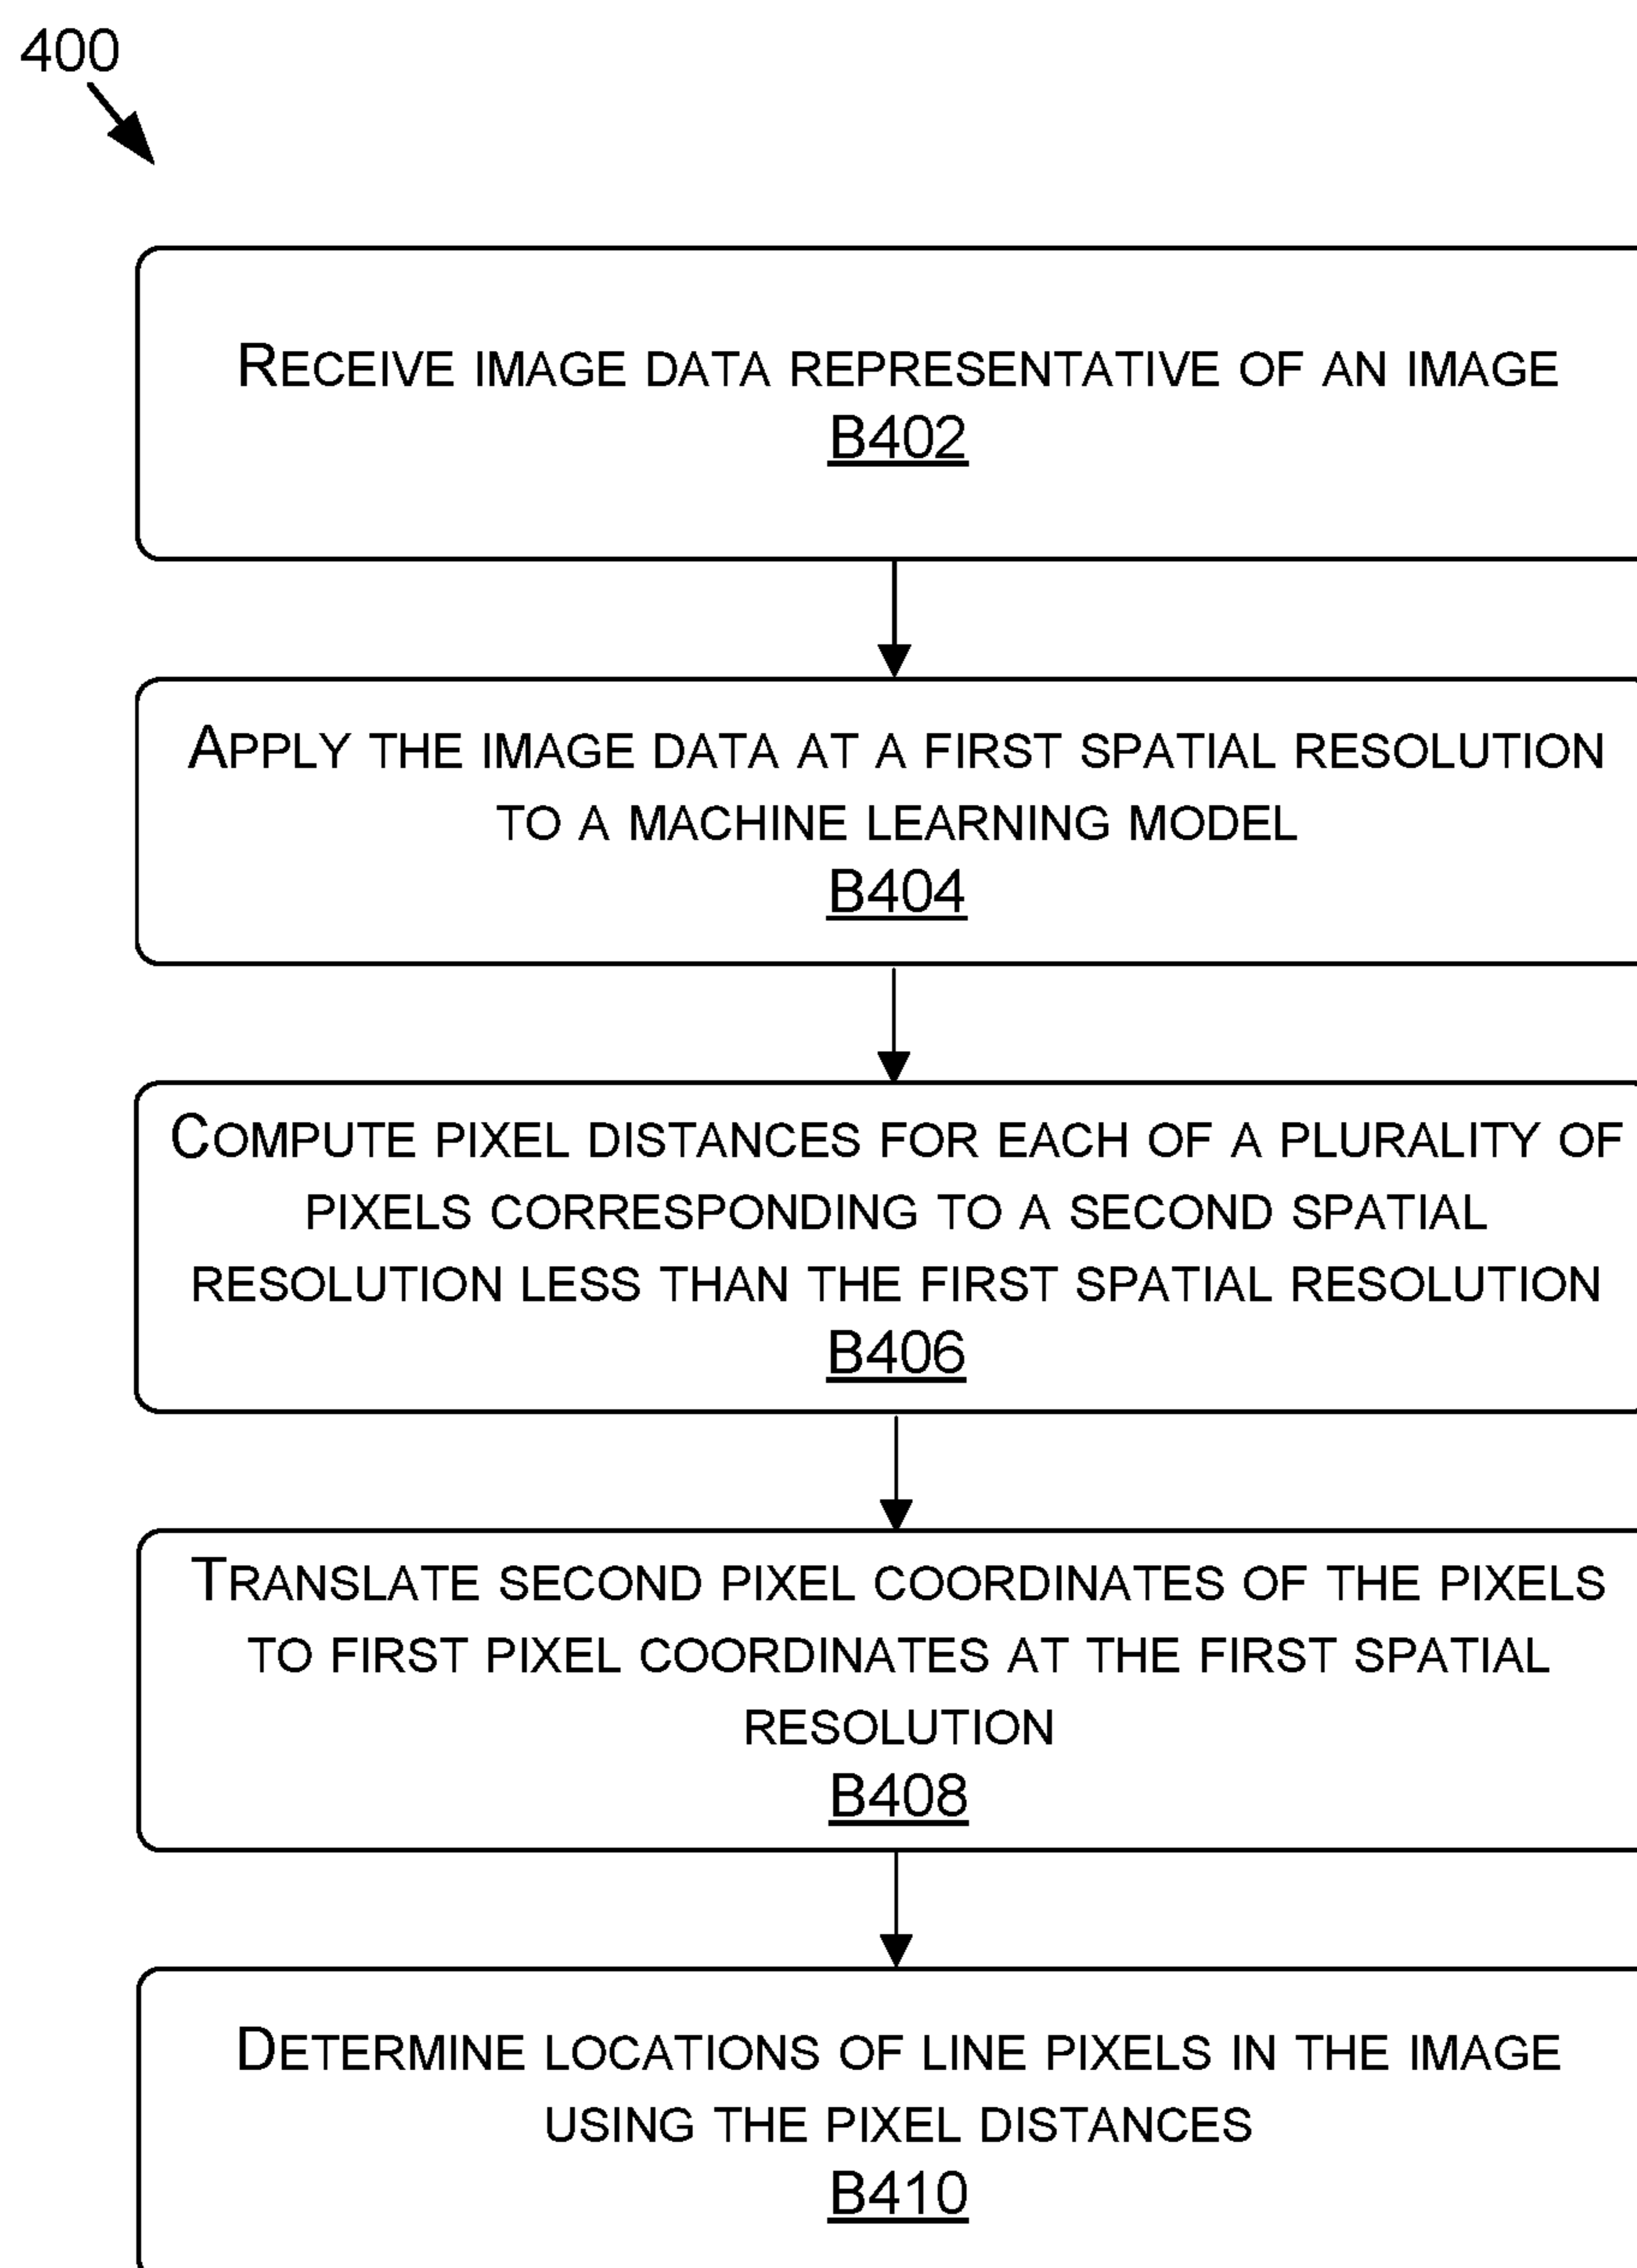 400
RECEIVE IMAGE DATA REPRESENTATIVE OF AN IMAGE
B402
APPLY THE IMAGE DATA AT A FIRST SPATIAL RESOLUTION
TO A MACHINE LEARNING MODEL
B404
COMPUTE PIXEL DISTANCES FOR EACH OF A PLURALITY OF
PIXELS CORRESPONDING TO A SECOND SPATIAL
RESOLUTION LESS THAN THE FIRST SPATIAL RESOLUTION
B406
TRANSLATE SECOND PIXEL COORDINATES OF THE PIXELS
TO FIRST PIXEL COORDINATES AT THE FIRST SPATIAL
RESOLUTION
B408
DETERMINE LOCATIONS OF LINE PIXELS IN THE IMAGE
USING THE PIXEL DISTANCES
B410